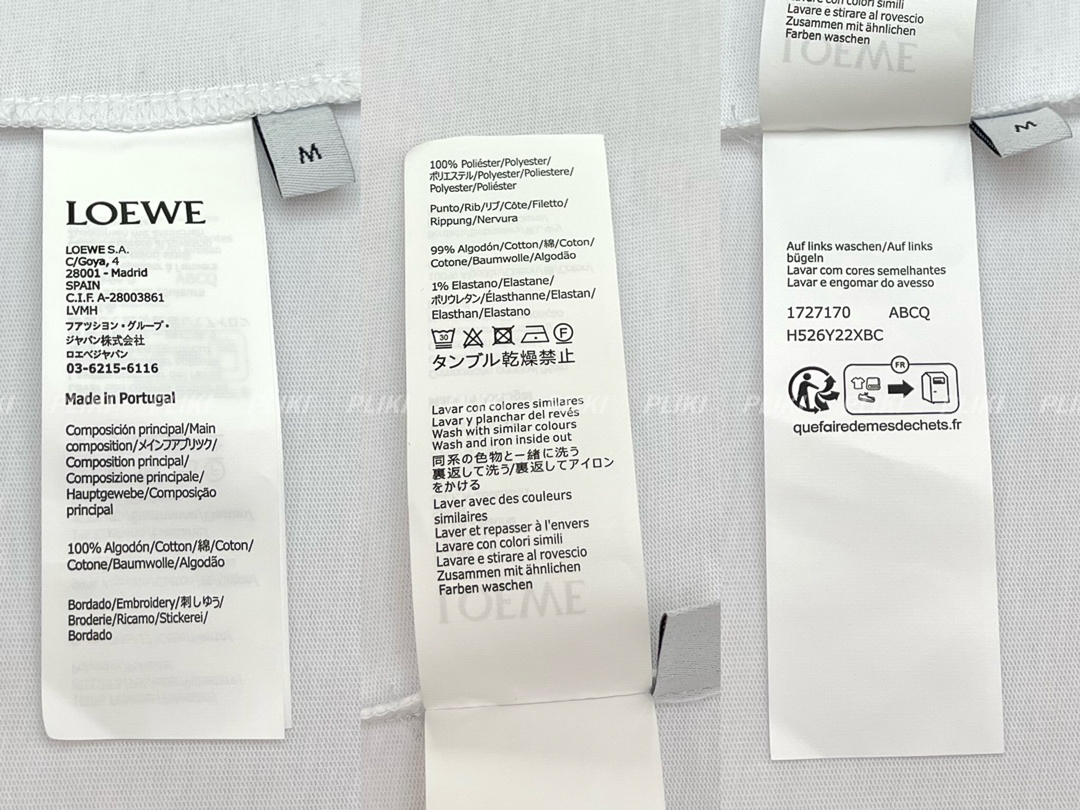 M
LOEWE
LOEWE S.A.
C/Goya, 4
28001 - Madrid
SPAIN
C.I.F. A-28003861
LVMH
ファッション・グループ・
ジャパン株式会社
ロエベジャパン
03-6215-6116
Made in Portugal
Composición principal/Main
composition/メインファブリック/
Composition principal/
Composizione principale/
Hauptgewebe/Composição
principal
100% Algodón/Cotton/綿/Coton/
Cotone/Baumwolle/Algodão
Bordado/Embroidery/刺しゅう/
Broderie/Ricamo/Stickerei/
Bordado
100% Poliéster/Polyester/
ポリエステル/Polyester/Poliestere/
Polyester/Poliéster
Punto/Rib/リブ/Côte/Filetto/
Rippung/Nervura
99% Algodón/Cotton/綿/Coton/
Cotone/Baumwolle/Algodão
1% Elastano/Elastane/
ポリウレタン/Élasthanne/Elastan/
Elasthan/Elastano
30 F
タンブル乾燥禁止
Lavar con colores similares
Lavar y planchar del revés
Wash with similar colours
Wash and iron inside out
同系の色物と一緒に洗う
裏返して洗う/裏返してアイロン
をかける
Laver avec des couleurs
similaires
Laver et repasser à l'envers
Lavare con colori simili
Lavare e stirare al rovescio
Zusammen mit ähnlichen
Farben waschen
LOEWE
Lavare con colori simili
Lavare e stirare al rovescio
Zusammen mit ähnlichen
Farben waschen
LOEWE
M
Auf links waschen/Auf links
bügeln
Lavar com cores semelhantes
Lavar e engomar do avesso
1727170 ABCQ
H526Y22XBC
FR
quefairedemesdechets.fr